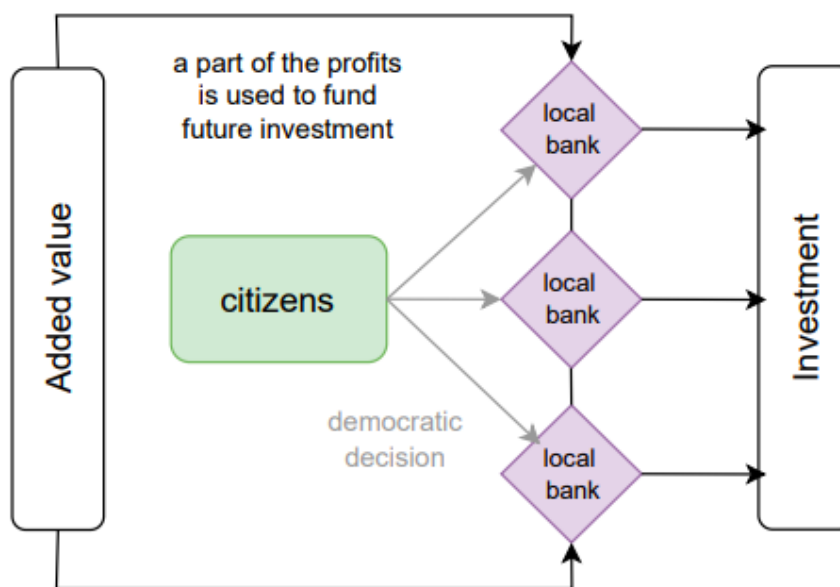 a part of the profits
is used to fund
future investment
Added value
citizens
democratic
decision
local
bank
local
bank
local
bank
Investment